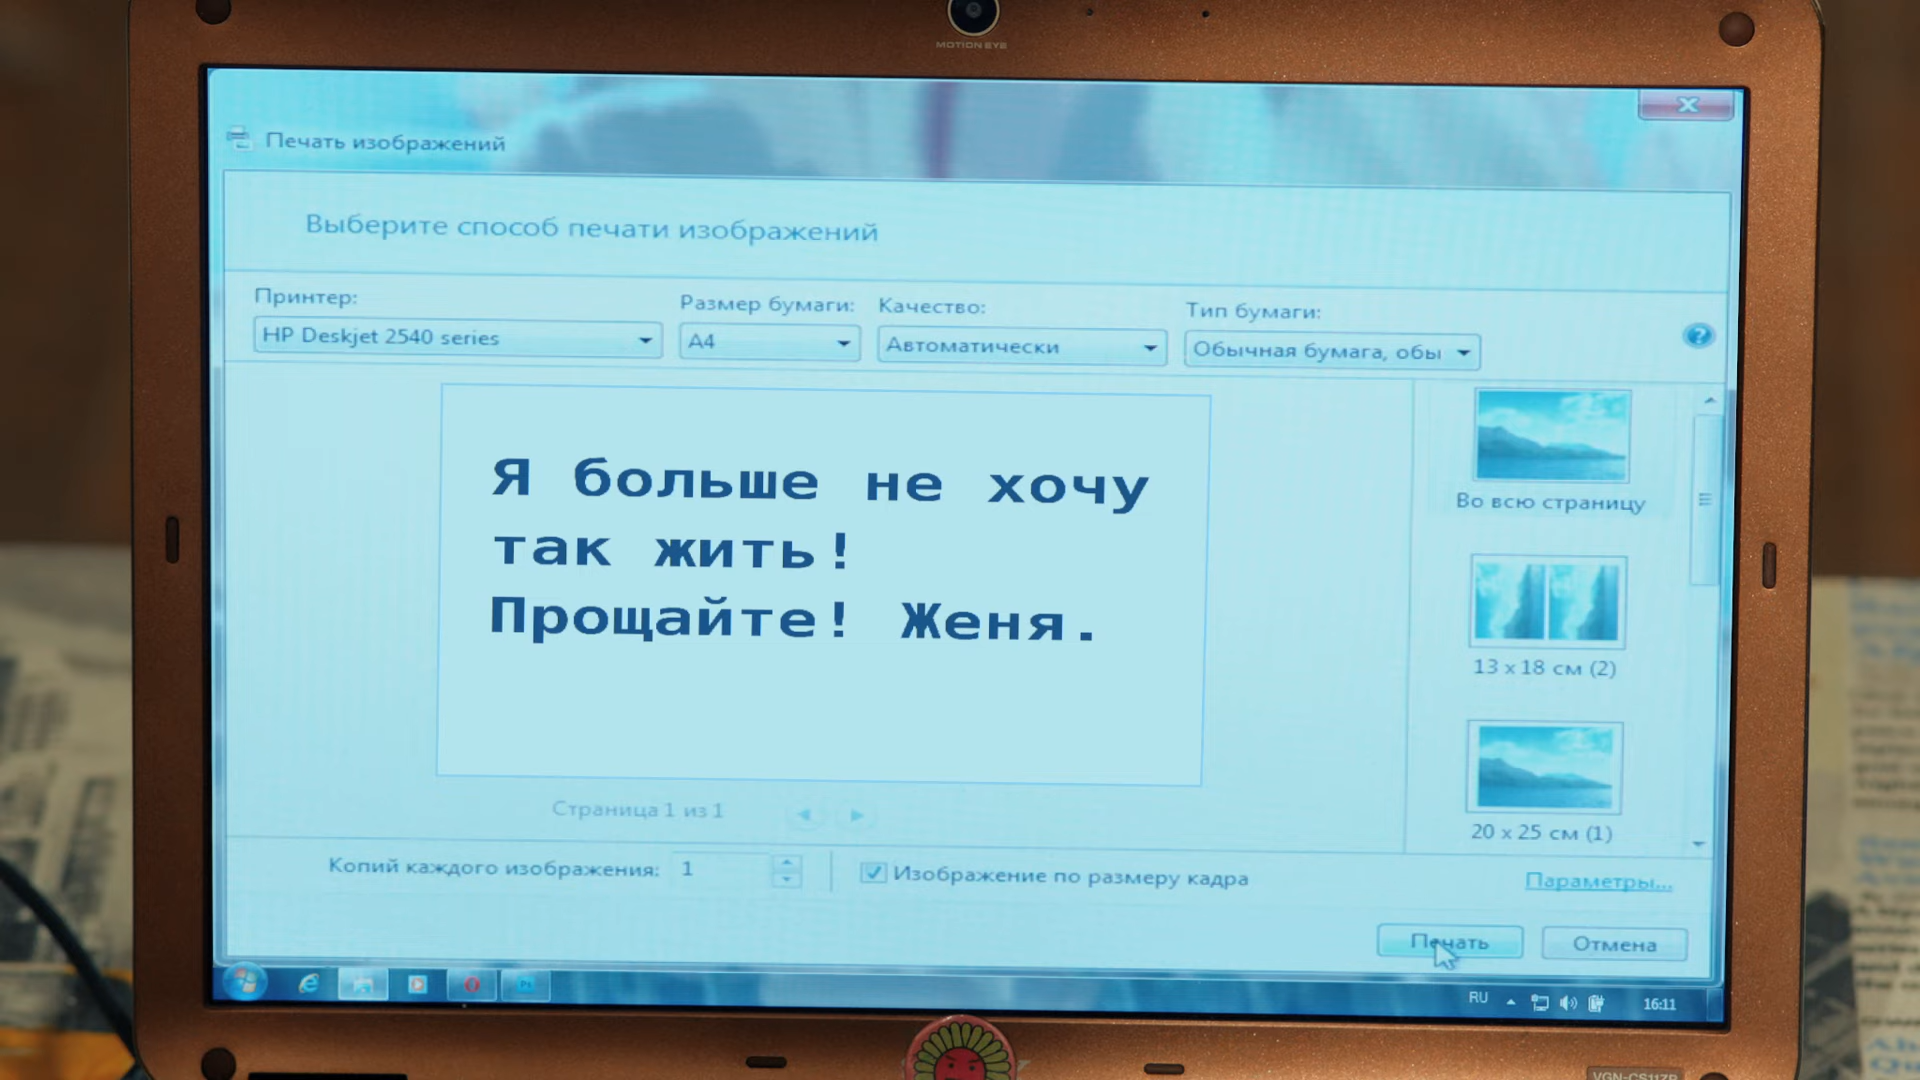 MOTION EYE
Печать изображений
Выберите способ печати изображений
Принтер: Размер бумаги: Качество: Тип бумаги:
HP Deskjet 2540 series A4 Автоматически Обычная бумага, обы
Я больше не хочу
так жить!
Прощайте! Женя.
Во всю страницу
13 x 18 см (2)
20 x 25 см (1)
Страница 1 из 1
Копий каждого изображения: 1 Изображение по размеру кадра
Параметры...
Печать Отмена
RU 16:11
VGN-CS11ZR